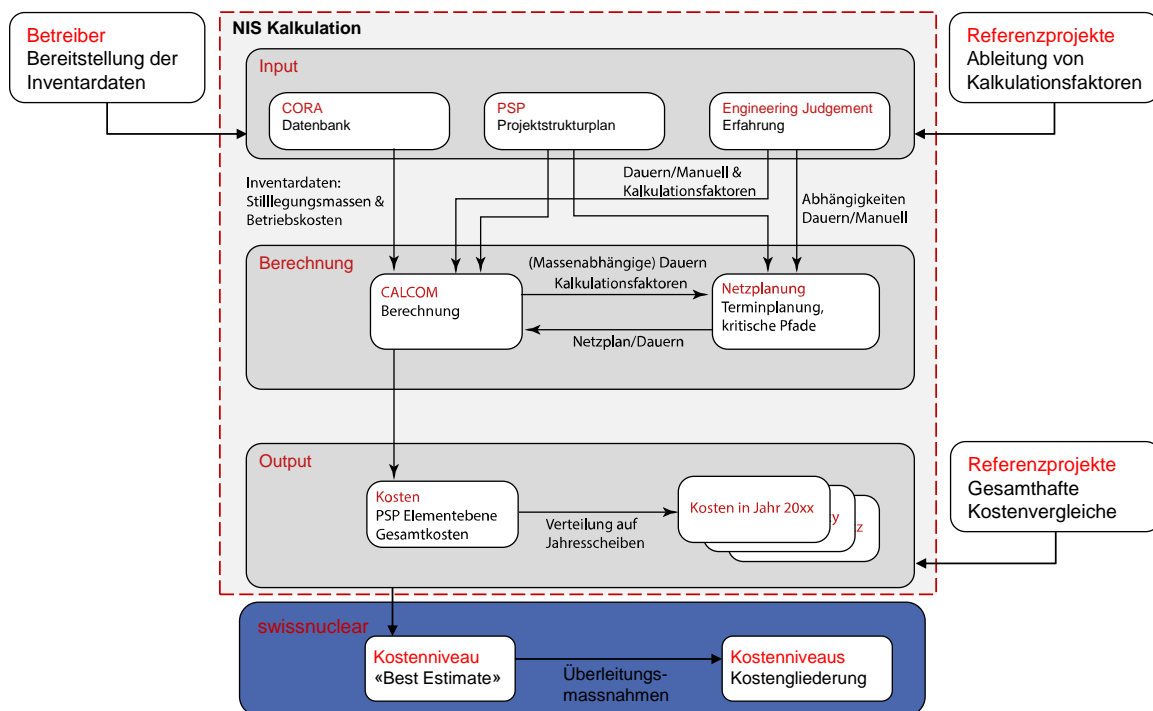 Betreiber
Bereitstellung der
Inventardaten
NIS Kalkulation
Referenzprojekte
Ableitung von
Kalkulationsfaktoren
Input
CORA
Datenbank
PSP
Projektstrukturplan
Engineering Judgement
Erfahrung
Inventardaten:
Stilllegungsmassen &
Betriebskosten
Dauern/Manuell &
Kalkulationsfaktoren
Abhängigkeiten
Dauern/Manuell
Berechnung
CALCOM
Berechnung
(Massenabhängige) Dauern
Kalkulationsfaktoren
Netzplan/Dauern
Netzplanung
Terminplanung,
kritische Pfade
Output
Kosten
PSP Elementebene
Gesamtkosten
Verteilung auf
Jahresscheiben
Kosten in Jahr 20xx
y
z
Referenzprojekte
Gesamthafte
Kostenvergleiche
swissnuclear
Kostenniveau
«Best Estimate»
Überleitungs-
massnahmen
Kostenniveaus
Kostengliederung